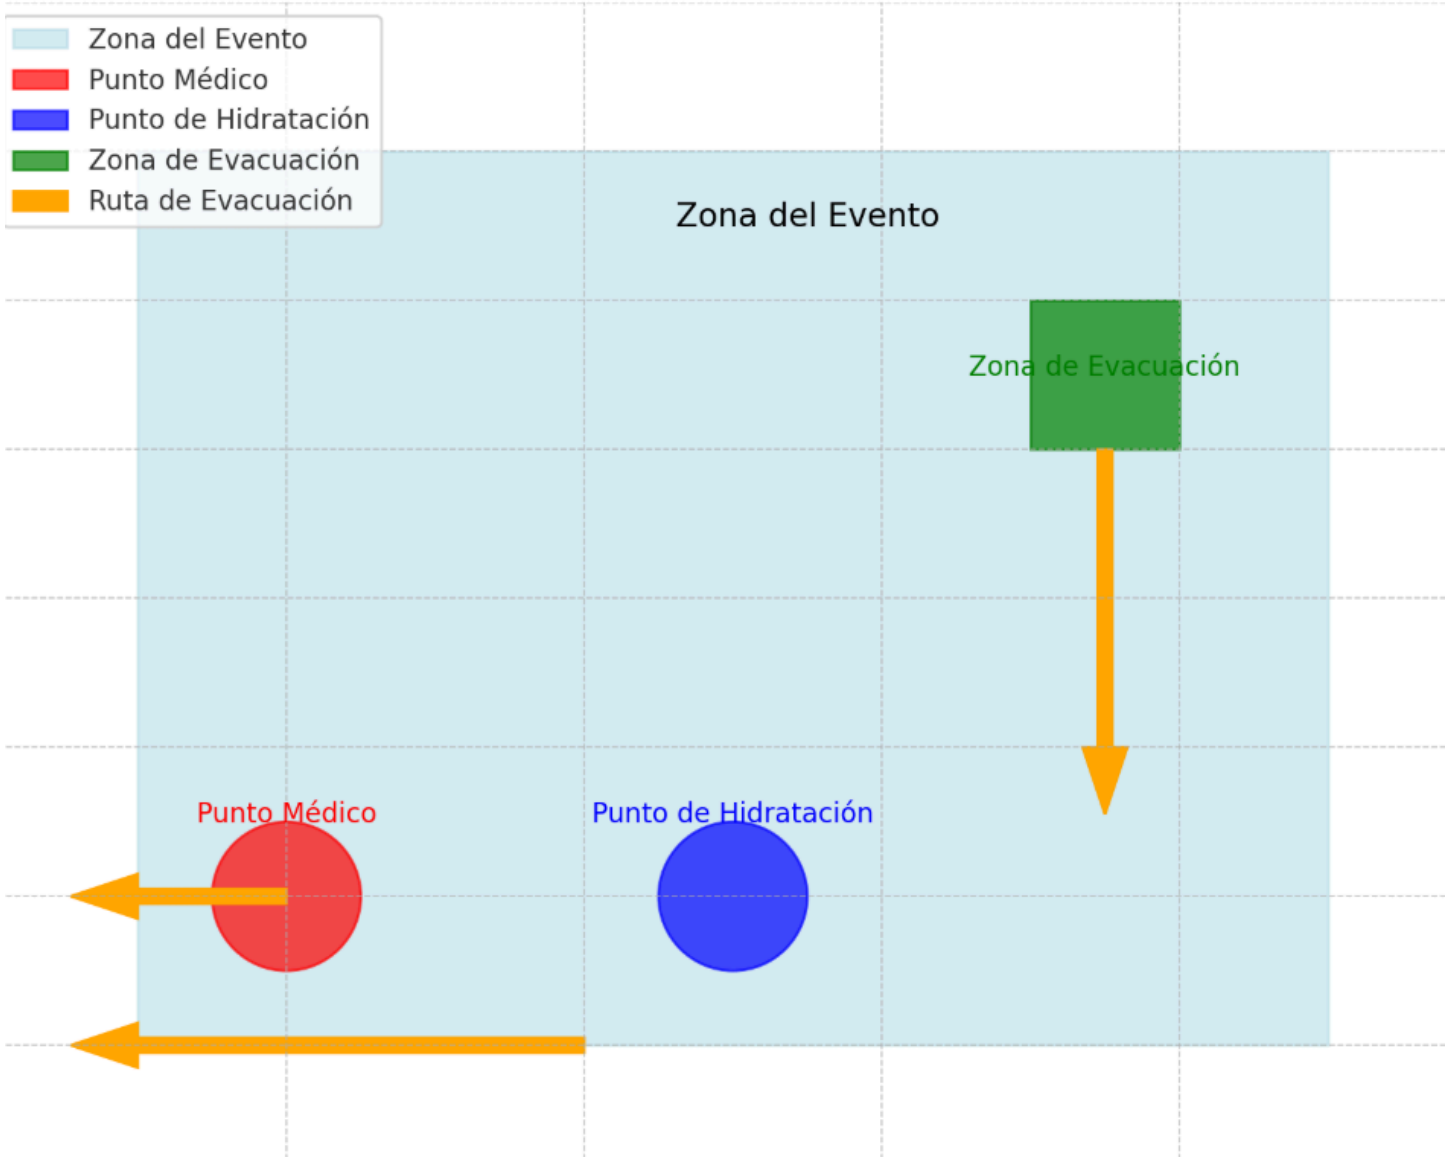 Zona del Evento
Punto Médico
Punto de Hidratación
Zona de Evacuación
Ruta de Evacuación
Zona del Evento
Zona de Evacuación
Punto Médico
Punto de Hidratación